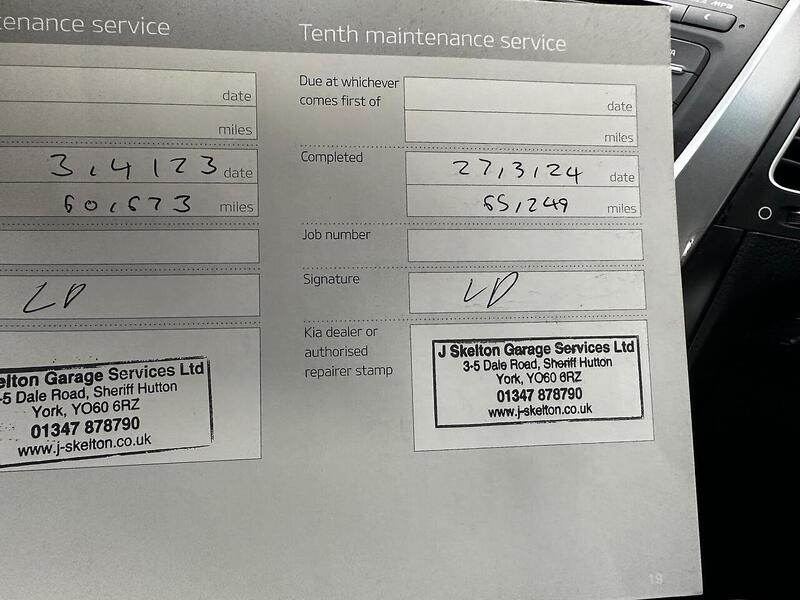 tenance service
date
miles
3,4123 date
60,673 miles
LD
elton Garage Services Ltd
-5 Dale Road, Sheriff Hutton
York, YO60 6RZ
01347 878790
www.j-skelton.co.uk
Tenth maintenance service
Due at whichever
comes first of
date
miles
Completed
27,3,24 date
65,249 miles
Job number
Signature
LD
Kia dealer or
authorised
repairer stamp
J Skelton Garage Services Ltd
3-5 Dale Road, Sheriff Hutton
York, YO60 6RZ
01347 878790
www.j-skelton.co.uk
19